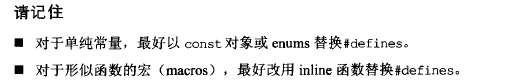 请记住
■ 对于单纯常量，最好以 const 对象或 enums 替换#defines。
■ 对于形似函数的宏（macros），最好改用 inline 函数替换#defines。